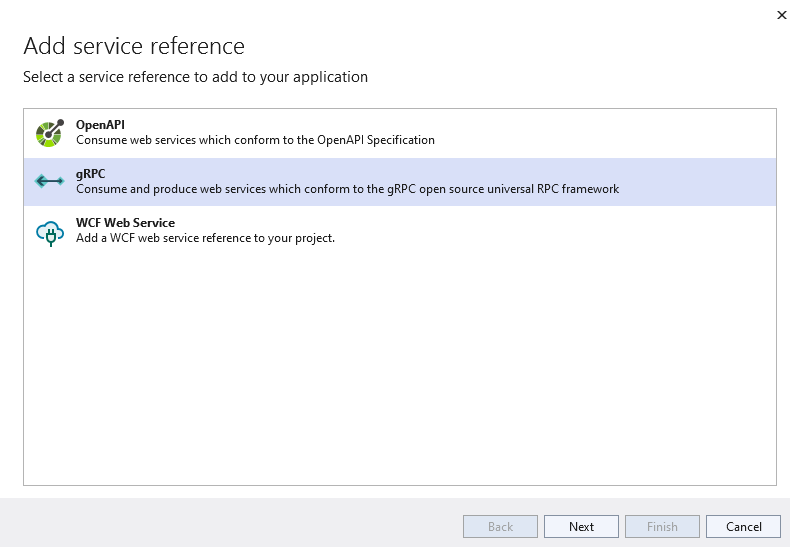 Add service reference
Select a service reference to add to your application
OpenAPI
Consume web services which conform to the OpenAPI Specification
gRPC
Consume and produce web services which conform to the gRPC open source universal RPC framework
WCF Web Service
Add a WCF web service reference to your project.
Back Next Finish Cancel